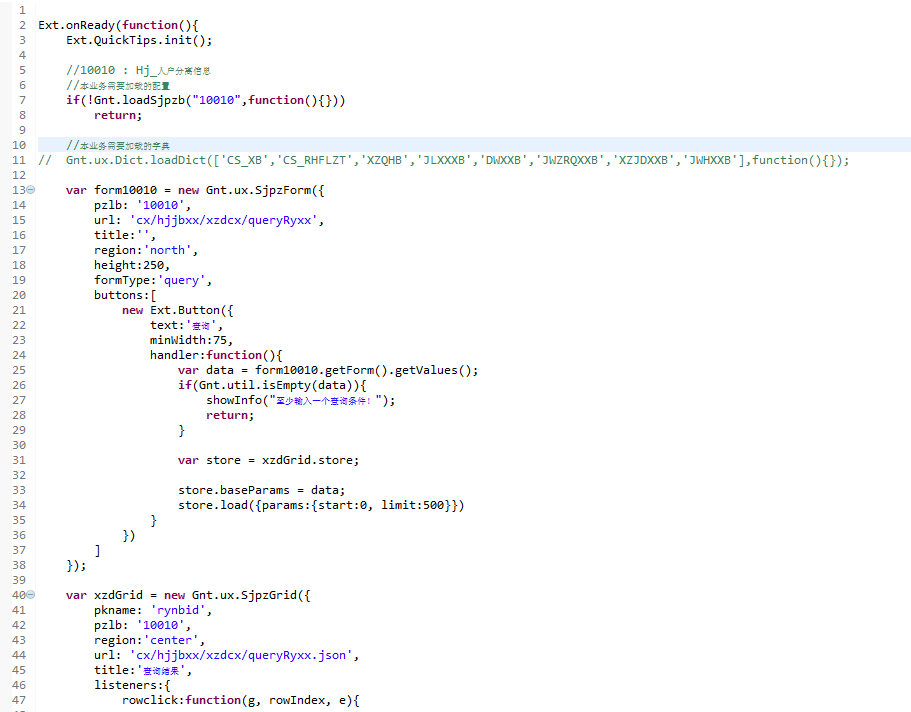 1
2 Ext.onReady(function(){
3 Ext.QuickTips.init();
4
5 //10010 : Hj_人户分离信息
6 //本业务需要加载的配置
7 if(!Gnt.loadSjpzb("10010",function(){}))
8 return;
9
10 //本业务需要加载的字典
11 // Gnt.ux.Dict.loadDict(['CS_XB','CS_RHFLZT','XZQHB','JLXXXB','DWXXB','JWZRQXXB','XZJDXXB','JWHXXB'],function(){});
12
13 var form10010 = new Gnt.ux.SjpzForm({
14 pzlb: '10010',
15 url: 'cx/hjjbxx/xzdcx/queryRyxx',
16 title:'',
17 region:'north',
18 height:250,
19 formType:'query',
20 buttons:[
21 new Ext.Button({
22 text:'查询',
23 minWidth:75,
24 handler:function(){
25 var data = form10010.getForm().getValues();
26 if(Gnt.util.isEmpty(data)){
27 showInfo("至少输入一个查询条件！");
28 return;
29 }
30
31 var store = xzdGrid.store;
32
33 store.baseParams = data;
34 store.load({params:{start:0, limit:500}})
35 }
36 })
37 ]
38 });
39
40 var xzdGrid = new Gnt.ux.SjpzGrid({
41 pkname: 'rynbid',
42 pzlb: '10010',
43 region:'center',
44 url: 'cx/hjjbxx/xzdcx/queryRyxx.json',
45 title:'查询结果',
46 listeners:{
47 rowclick:function(g, rowIndex, e){